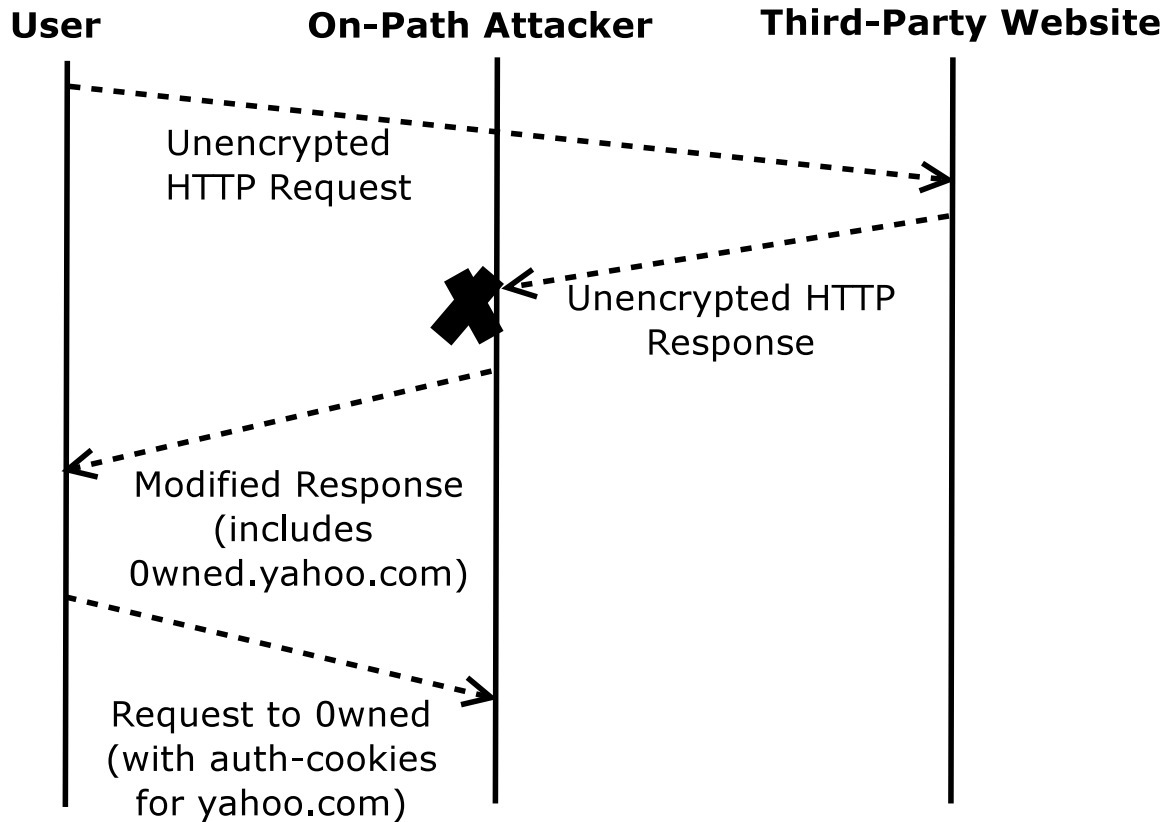 User
On-Path Attacker
Third-Party Website
Unencrypted
HTTP Request
Unencrypted HTTP
Response
Modified Response
(includes
0wned.yahoo.com)
Request to 0wned
(with auth-cookies
for yahoo.com)